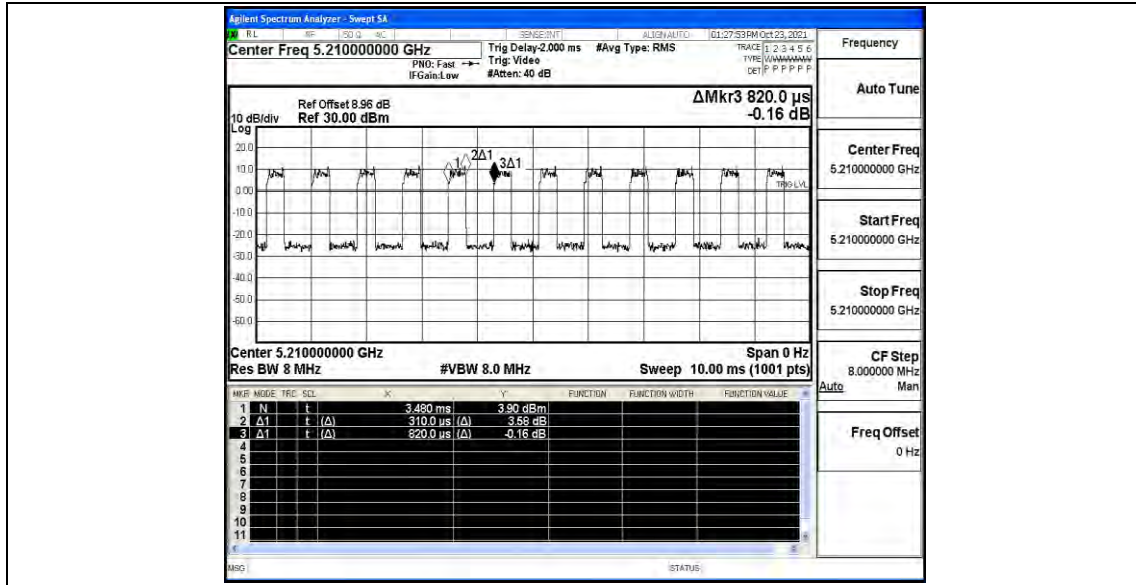 Agilent Spectrum Analyzer - Swept SA
RL RF 50 Ω AC SENSE:INT ALIGN AUTO 01:27:53 PM Oct 23, 2021
Center Freq 5.210000000 GHz
Trig Delay-2.000 ms #Avg Type: RMS
TRACE 1 2 3 4 5 6
PNO: Fast Trig: Video
TYPE WWWWWW
IFGain:Low #Atten: 40 dB
DET P P P P P P
Ref Offset 8.96 dB
ΔMkr3 820.0 µs
10 dB/div Ref 30.00 dBm
-0.16 dB
Log
20.0
10.0
0.00
-10.0
-20.0
-30.0
-40.0
-50.0
-60.0
1 2Δ1 3Δ1
TRIG LVL
Center 5.210000000 GHz Span 0 Hz
Res BW 8 MHz #VBW 8.0 MHz Sweep 10.00 ms (1001 pts)
MKR MODE TRC SCL X Y FUNCTION FUNCTION WIDTH FUNCTION VALUE
1 N t 3.480 ms 3.90 dBm
2 Δ1 t (Δ) 310.0 µs (Δ) 3.58 dB
3 Δ1 t (Δ) 820.0 µs (Δ) -0.16 dB
4
5
6
7
8
9
10
11
MSG STATUS
Frequency
Auto Tune
Center Freq
5.210000000 GHz
Start Freq
5.210000000 GHz
Stop Freq
5.210000000 GHz
CF Step
8.000000 MHz
Auto Man
Freq Offset
0 Hz